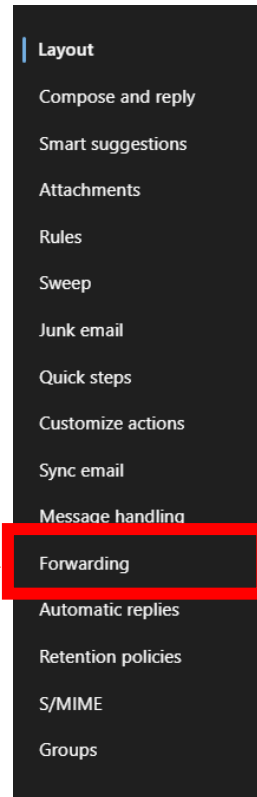 Layout
Compose and reply
Smart suggestions
Attachments
Rules
Sweep
Junk email
Quick steps
Customize actions
Sync email
Message handling
Forwarding
Automatic replies
Retention policies
S/MIME
Groups